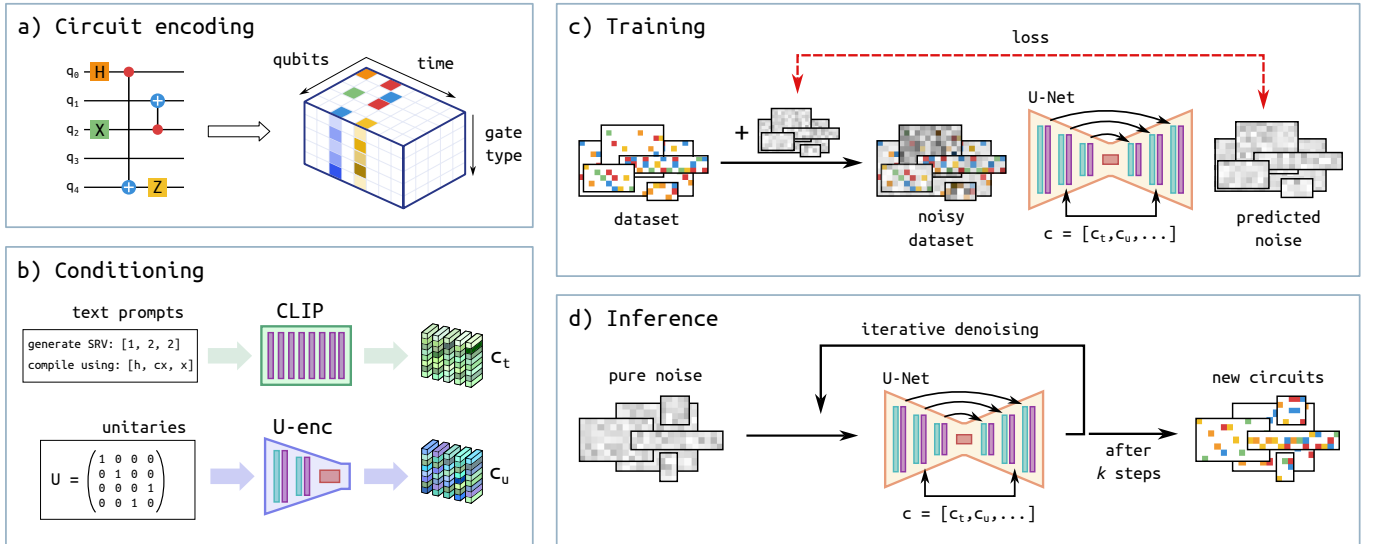 a) Circuit encoding
q₀ H
q₁
q₂ X
q₃
q₄ Z
qubits
time
gate
type
b) Conditioning
text prompts
generate SRV: [1, 2, 2]
compile using: [h, cx, x]
CLIP
cₜ
unitaries
U =
1 0 0 0
0 1 0 0
0 0 0 1
0 0 1 0
U-enc
cᵤ
c) Training
loss
+
dataset
noisy
dataset
U-Net
c = [cₜ,cᵤ,...]
predicted
noise
d) Inference
iterative denoising
pure noise
U-Net
c = [cₜ,cᵤ,...]
after
k steps
new circuits